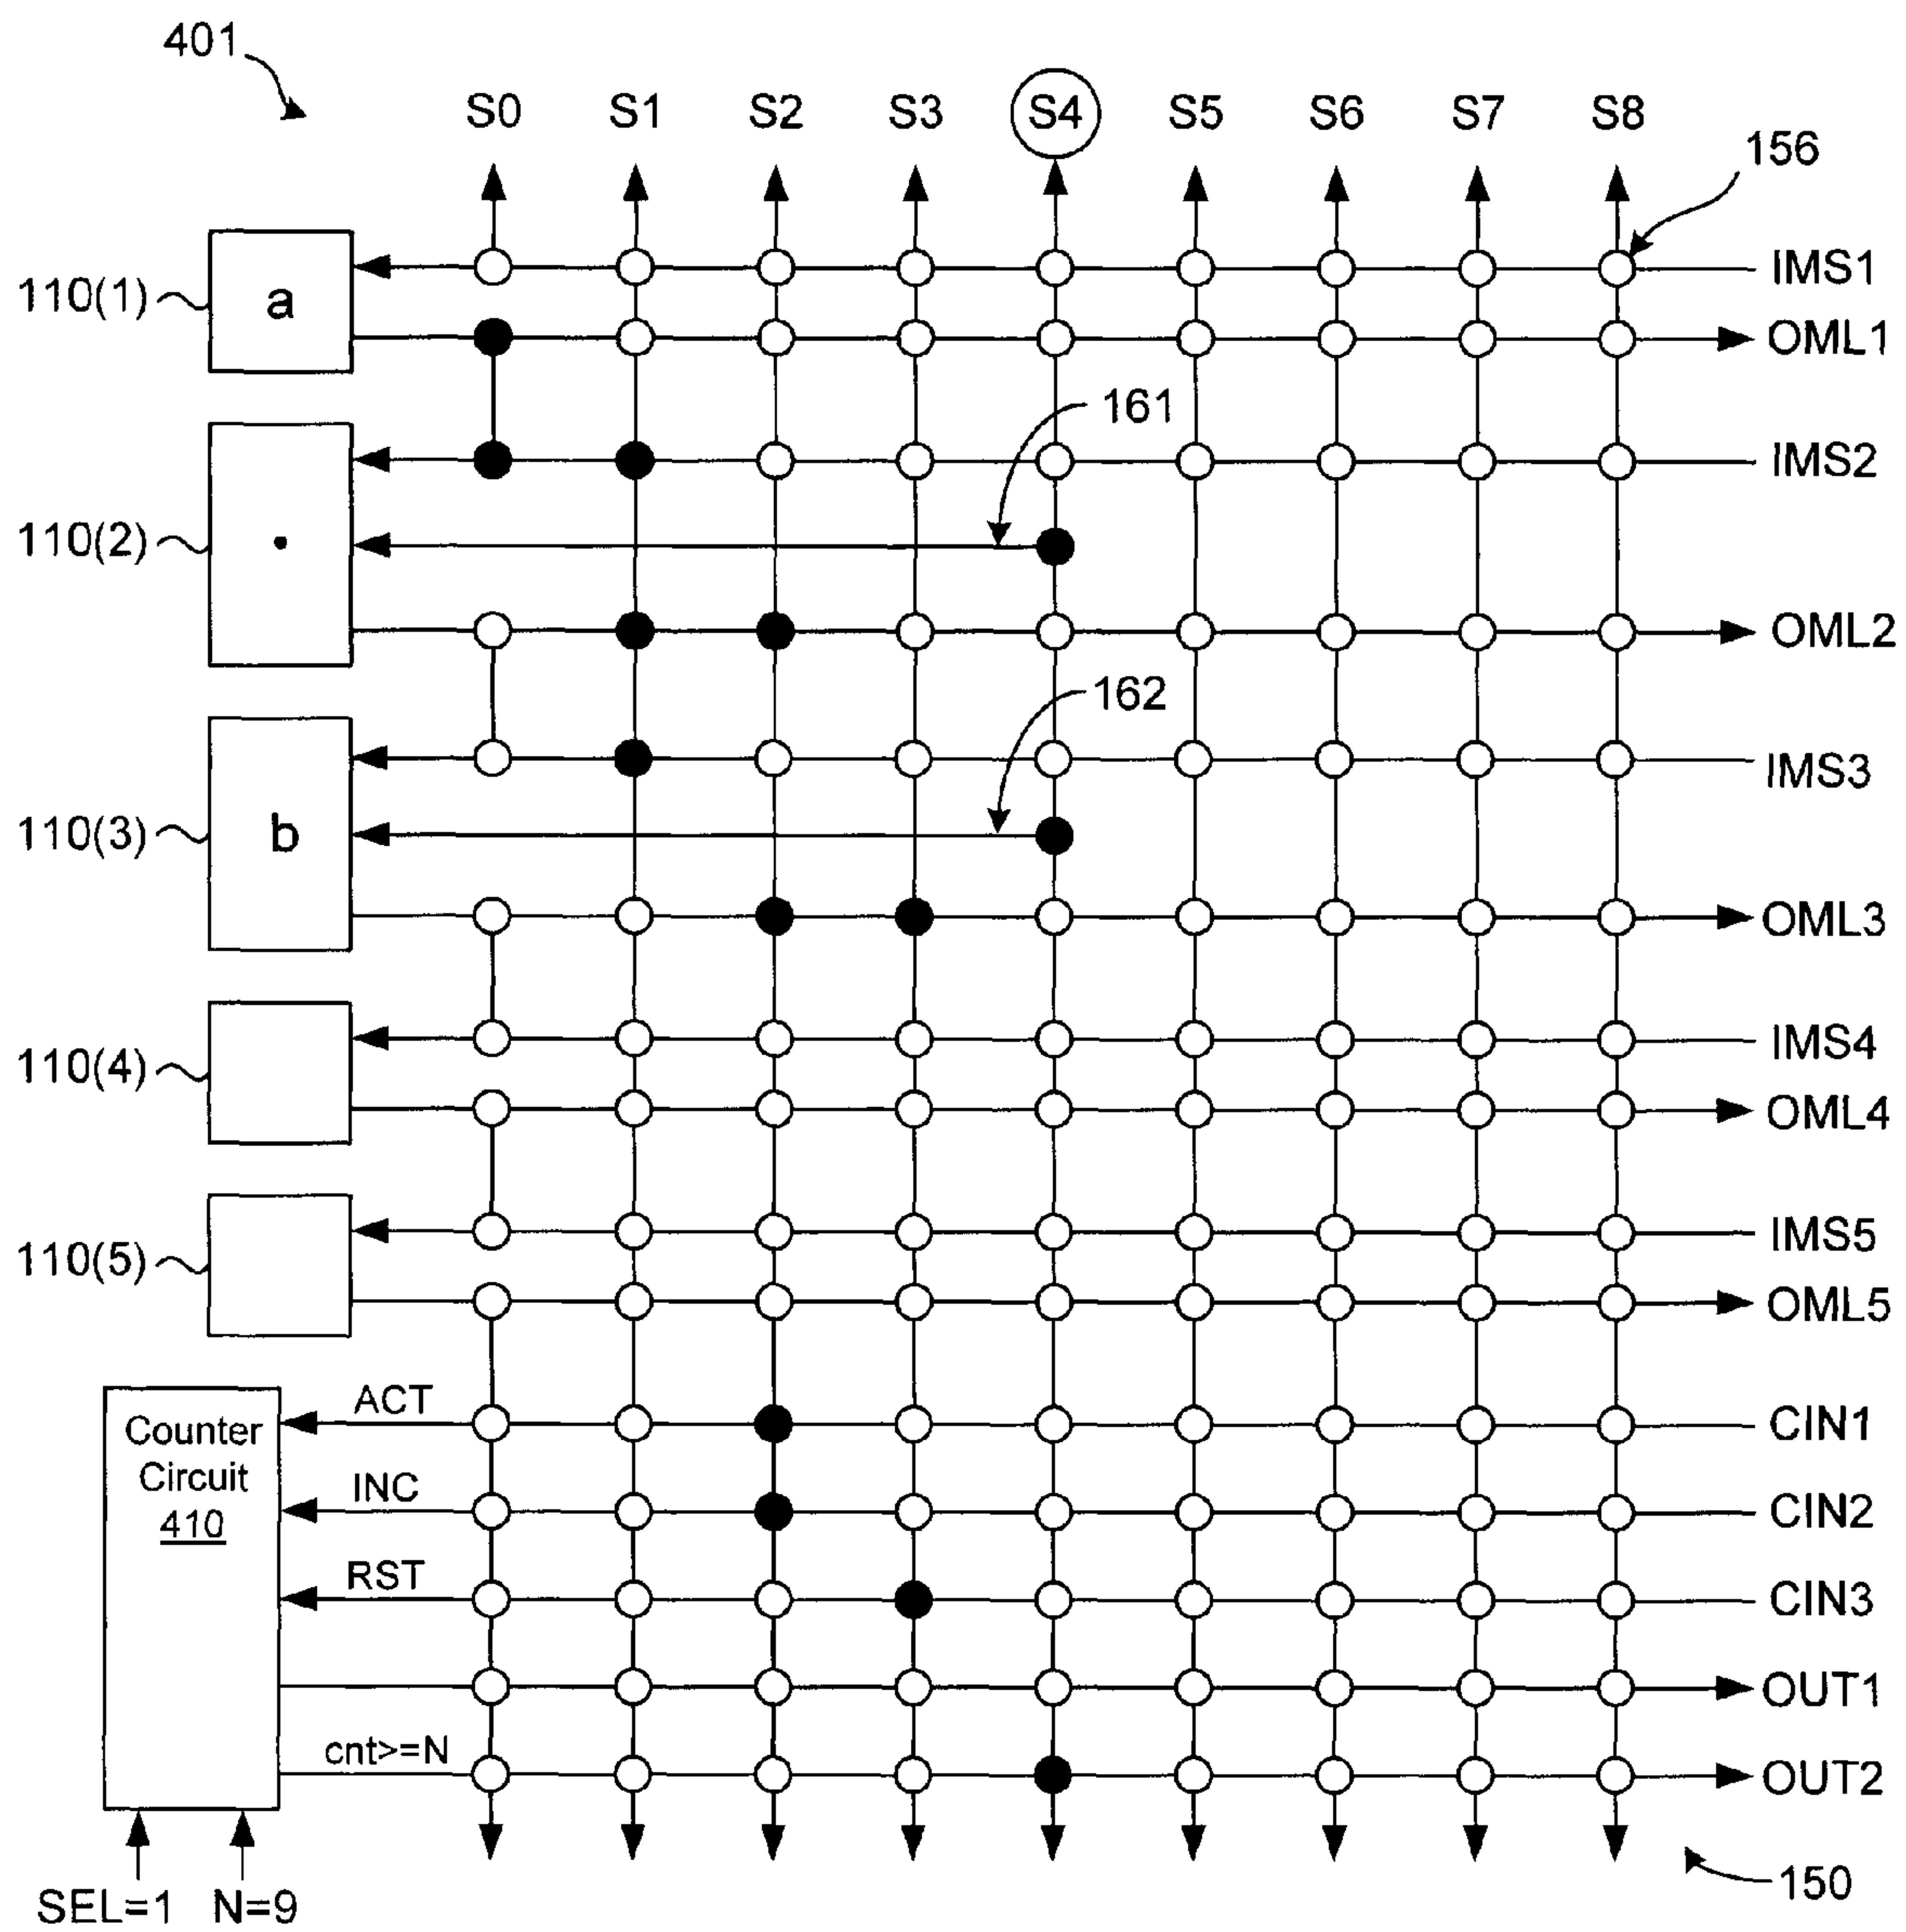 401
S0 S1 S2 S3 S4 S5 S6 S7 S8
156
IMS1
110(1) a
OML1
161
IMS2
110(2) •
OML2
162
IMS3
110(3) b
OML3
IMS4
110(4)
OML4
IMS5
110(5)
OML5
ACT CIN1
Counter
Circuit
410
INC CIN2
RST CIN3
OUT1
cnt>=N OUT2
150
SEL=1 N=9